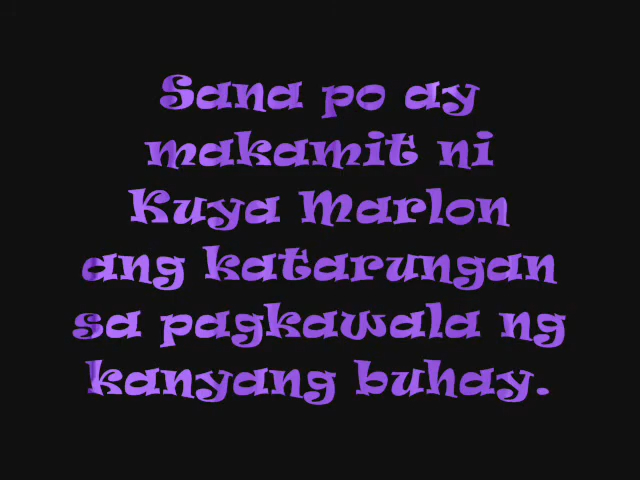 Sana po ay
makamit ni
Kuya Marlon
ang katarungan
sa pagkawala ng
kanyang buhay.